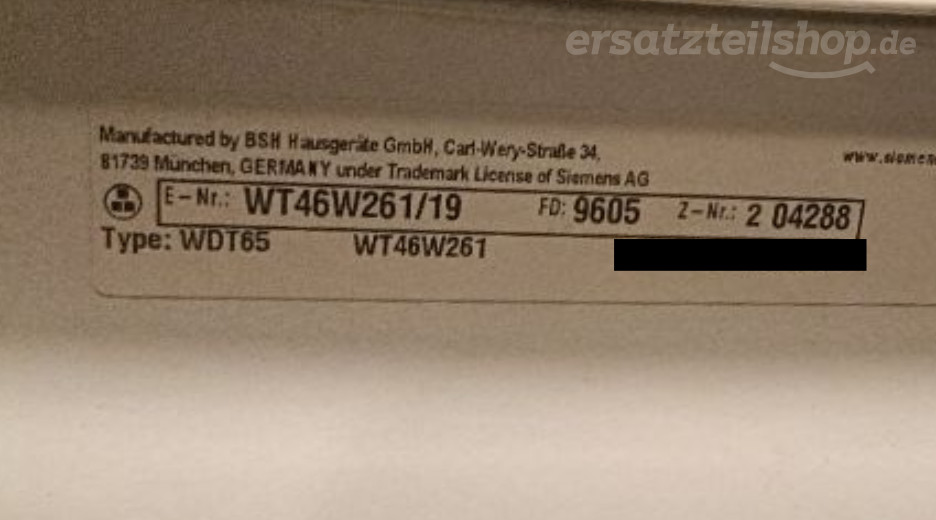 ersatzteilshop.de
Manufactured by BSH Hausgeräte GmbH, Carl-Wery-Straße 34,
81739 München, GERMANY under Trademark License of Siemens AG
E-Nr.: WT46W261/19 FD: 9605 Z-Nr.: 2 04288
Type: WDT65 WT46W261